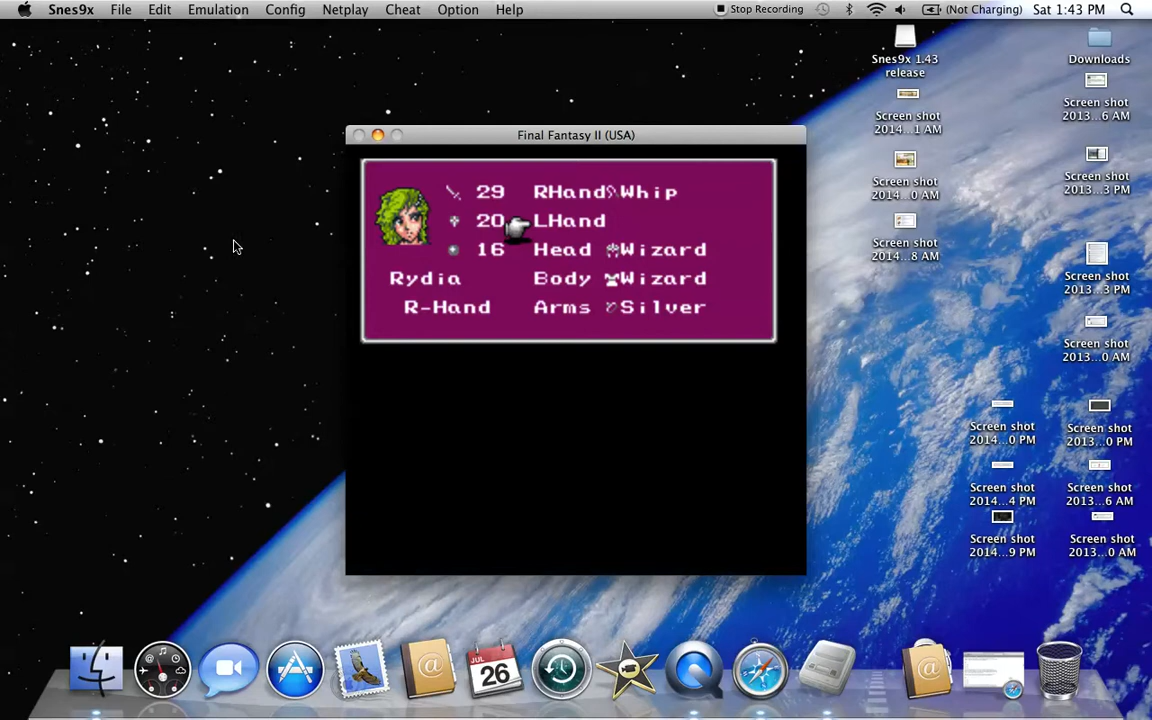 Snes9x File Edit Emulation Config Netplay Cheat Option Help Stop Recording (Not Charging) Sat 1:43 PM
Snes9x 1.43
release
Downloads
Screen shot
2013...6 AM
Screen shot
2014...1 AM
Screen shot
2013...3 PM
Screen shot
2014...0 AM
Screen shot
2014...8 AM
Screen shot
2013...3 PM
Screen shot
2013...0 AM
Screen shot
2014...0 PM
Screen shot
2013...0 PM
Screen shot
2014...4 PM
Screen shot
2013...6 AM
Screen shot
2014...9 PM
Screen shot
2013...0 AM
Final Fantasy II (USA)
29 RHand Whip
20 LHand
16 Head Wizard
Rydia Body Wizard
R-Hand Arms Silver
JUL
26